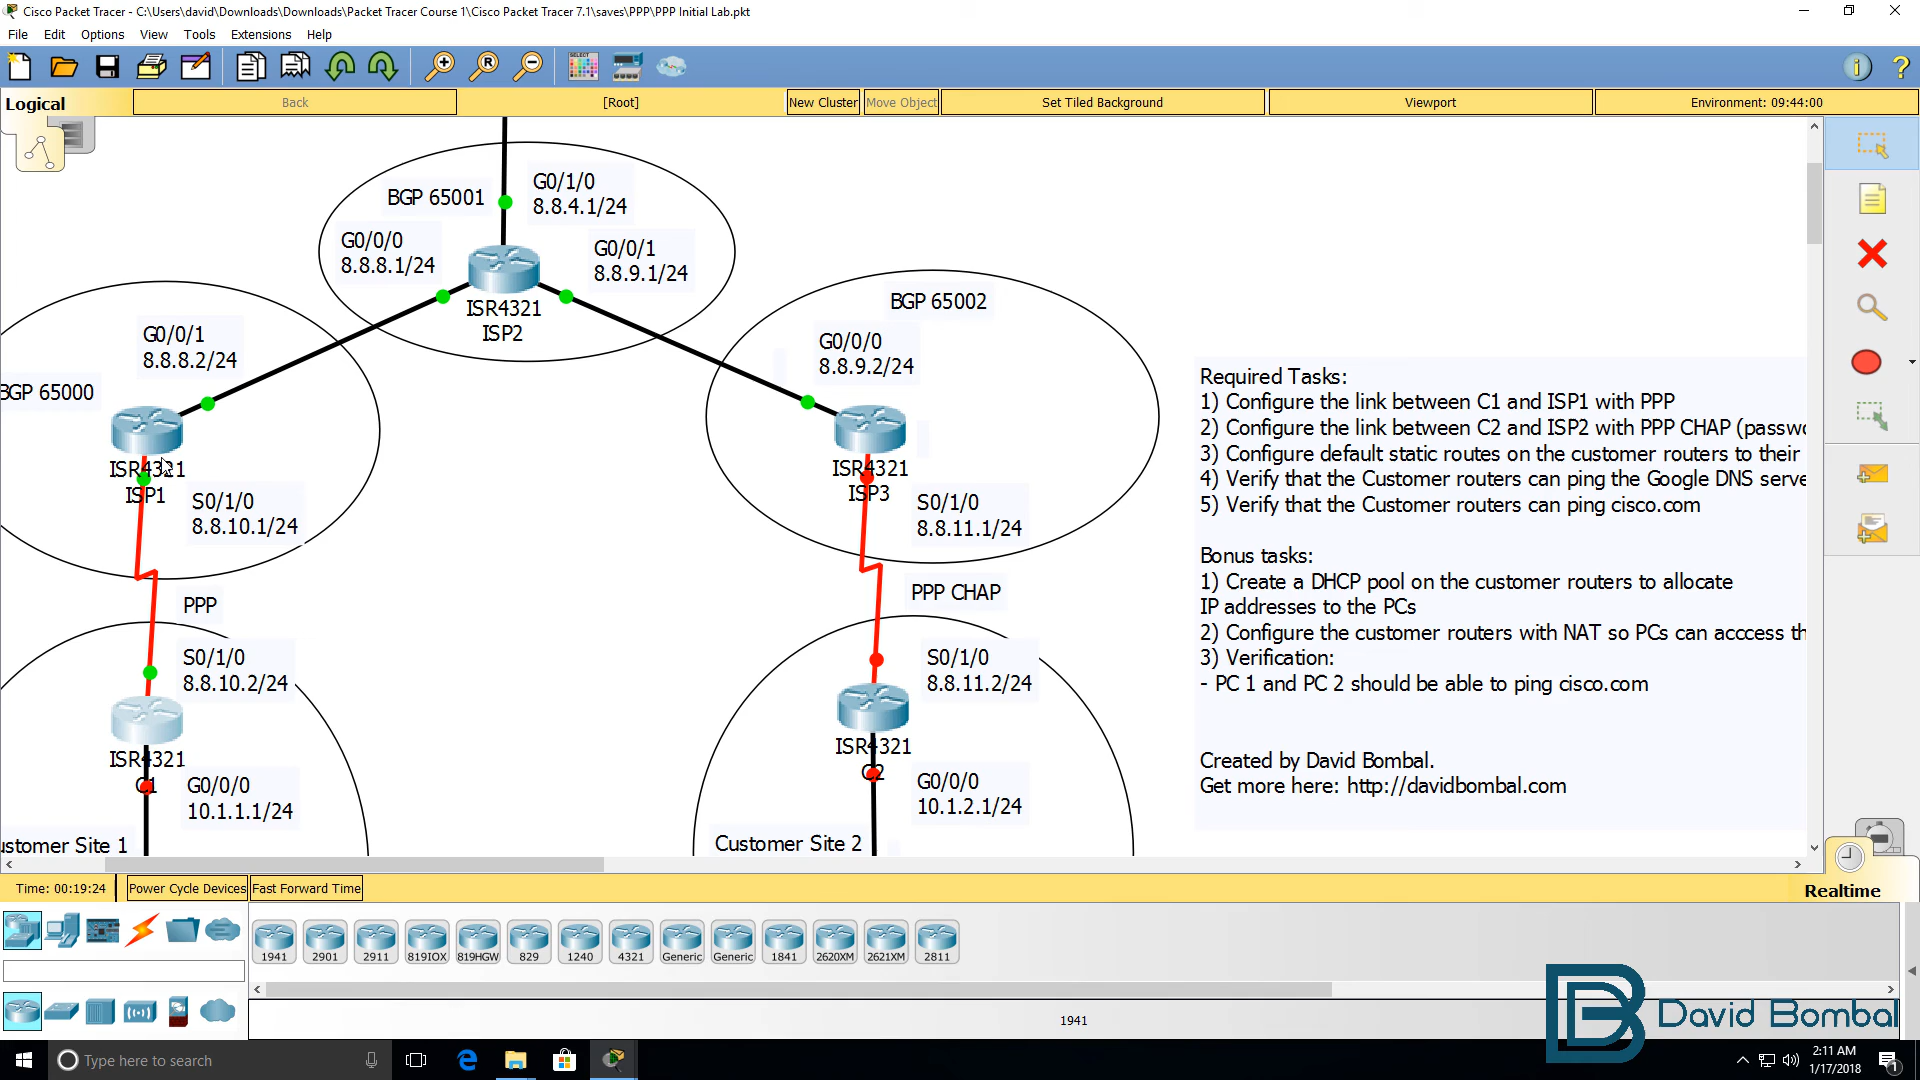 Cisco Packet Tracer - C:\Users\david\Downloads\Downloads\Packet Tracer Course 1\Cisco Packet Tracer 7.1\saves\PPP\PPP Initial Lab.pkt
File Edit Options View Tools Extensions Help
SELECT
Logical Back [Root] New Cluster Move Object Set Tiled Background Viewport Environment: 09:44:00
BGP 65001
G0/1/0
8.8.4.1/24
G0/0/0
8.8.8.1/24
G0/0/1
8.8.9.1/24
ISR4321
ISP2
BGP 65002
G0/0/1
8.8.8.2/24
BGP 65000
G0/0/0
8.8.9.2/24
ISR4321
ISP1
S0/1/0
8.8.10.1/24
ISR4321
ISP3
S0/1/0
8.8.11.1/24
PPP
PPP CHAP
S0/1/0
8.8.10.2/24
S0/1/0
8.8.11.2/24
ISR4321
C1
G0/0/0
10.1.1.1/24
ISR4321
C2
G0/0/0
10.1.2.1/24
ustomer Site 1
Customer Site 2
Required Tasks:
1) Configure the link between C1 and ISP1 with PPP
2) Configure the link between C2 and ISP2 with PPP CHAP (passwo
3) Configure default static routes on the customer routers to their
4) Verify that the Customer routers can ping the Google DNS serve
5) Verify that the Customer routers can ping cisco.com
Bonus tasks:
1) Create a DHCP pool on the customer routers to allocate
IP addresses to the PCs
2) Configure the customer routers with NAT so PCs can acccess th
3) Verification:
- PC 1 and PC 2 should be able to ping cisco.com
Created by David Bombal.
Get more here: http://davidbombal.com
Time: 00:19:24 Power Cycle Devices Fast Forward Time Realtime
1941 2901 2911 819IOX 819HGW 829 1240 4321 Generic Generic 1841 2620XM 2621XM 2811
1941
David Bombal
Type here to search
2:11 AM
1/17/2018
1